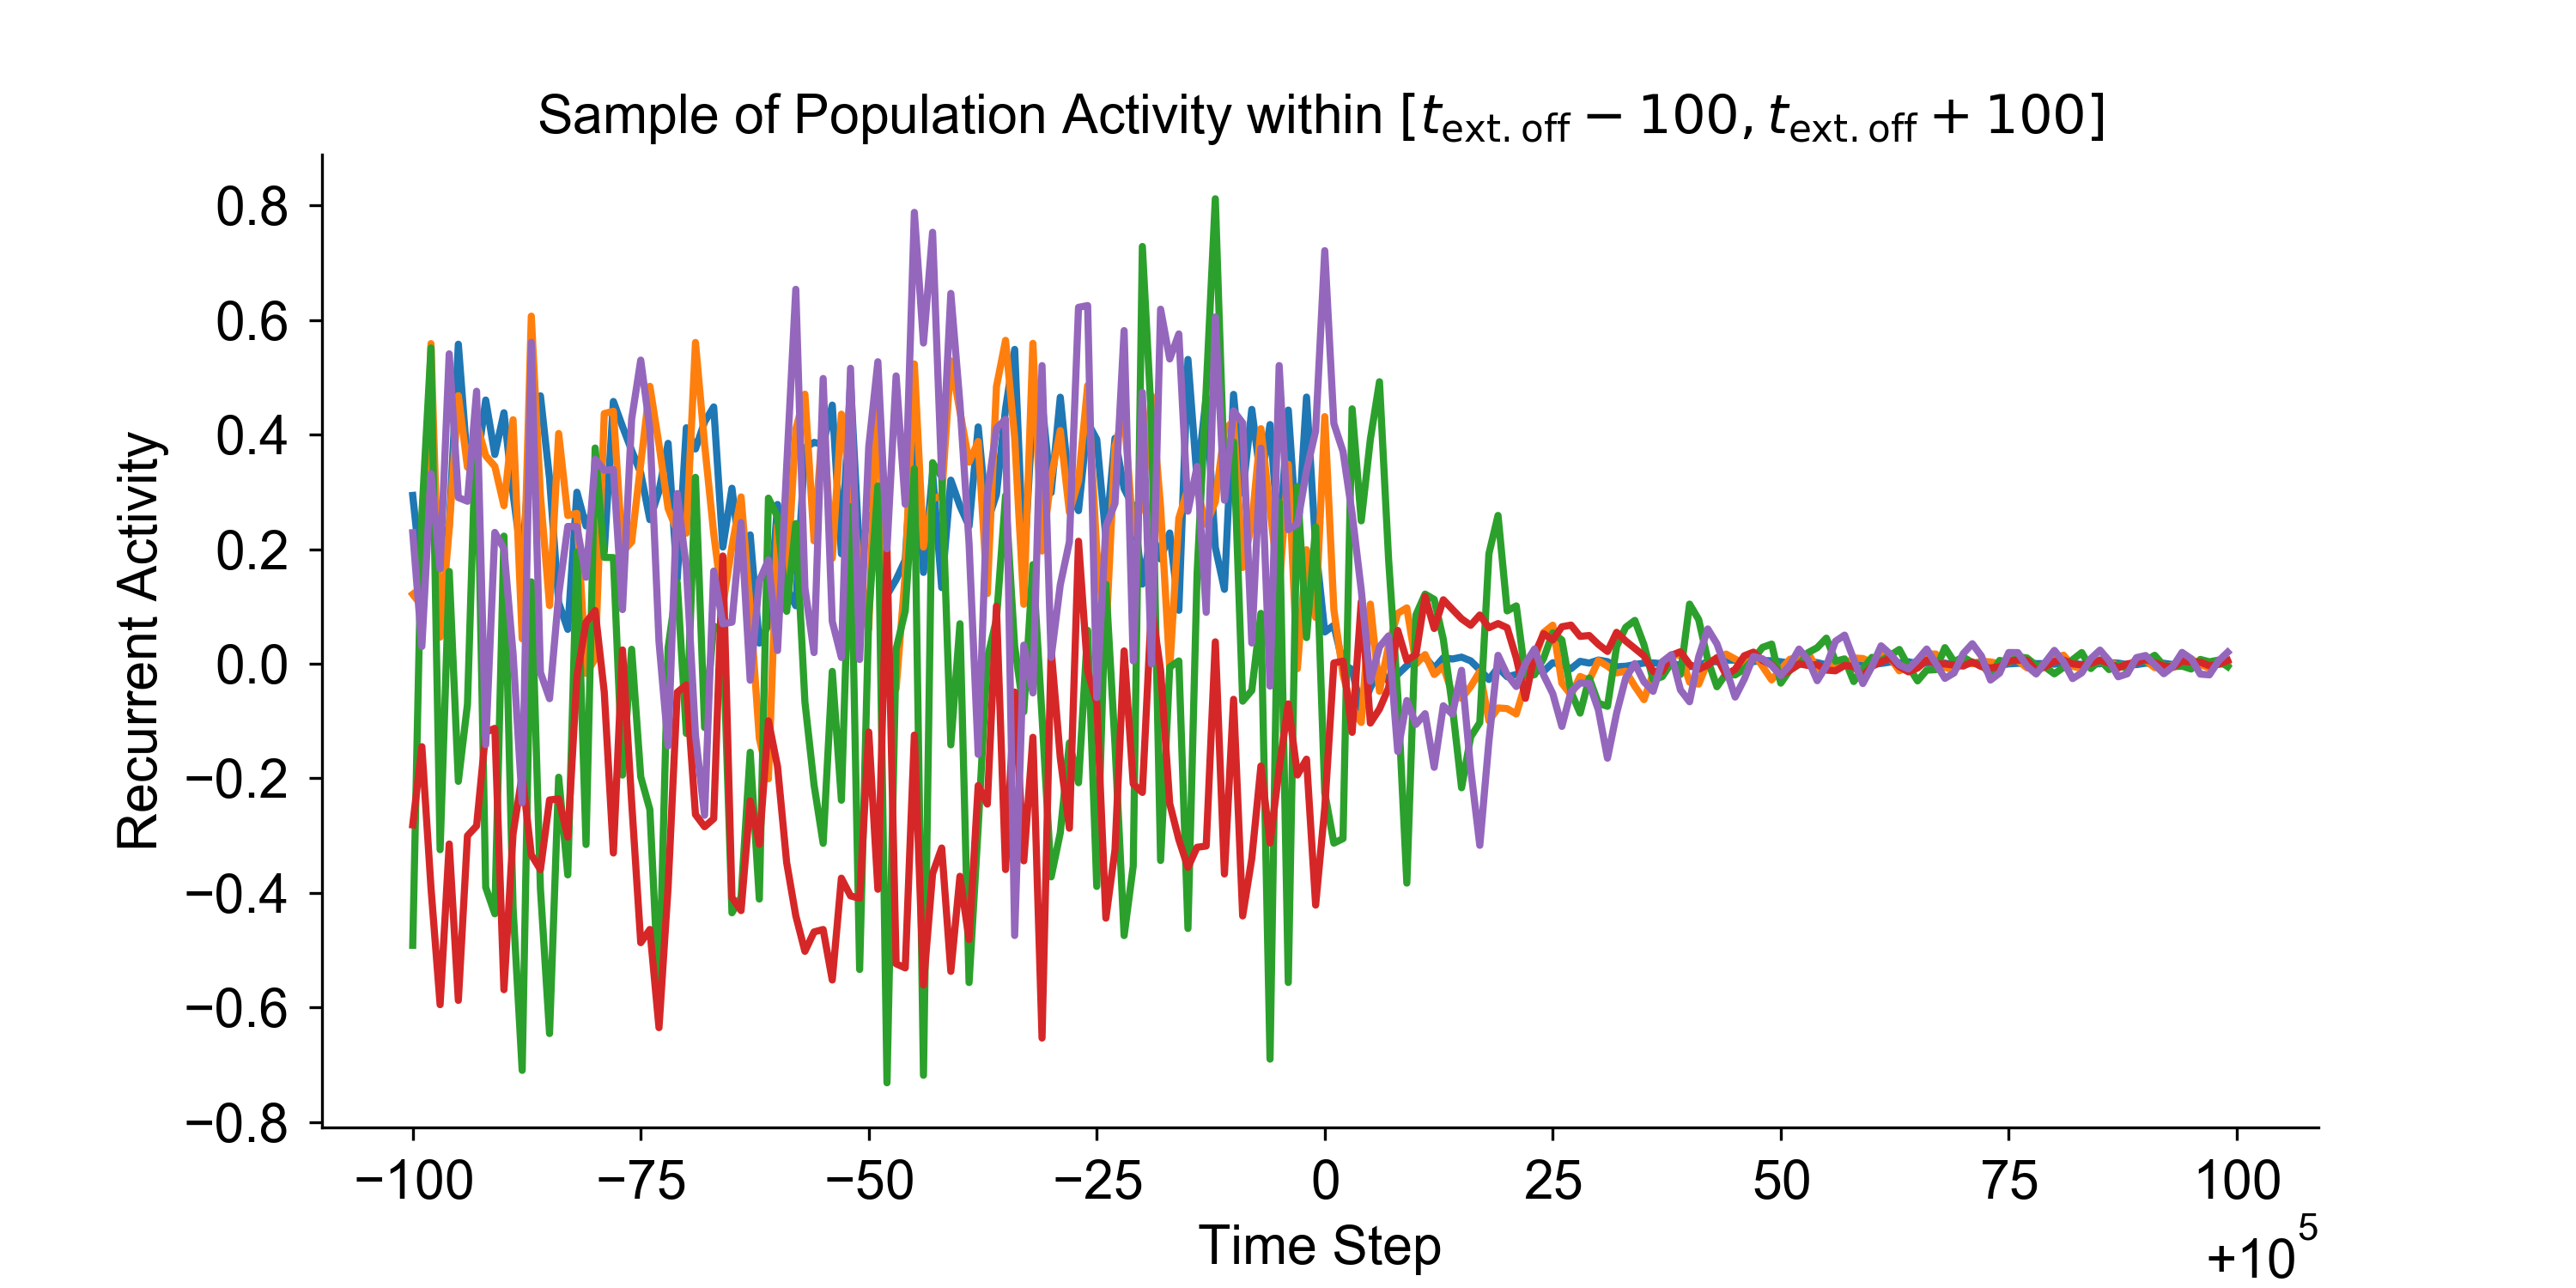 Sample of Population Activity within [t_ext. off − 100, t_ext. off + 100]
0.8
0.6
0.4
0.2
0.0
−0.2
−0.4
−0.6
−0.8
Recurrent Activity
−100 −75 −50 −25 0 25 50 75 100
Time Step
+10^5